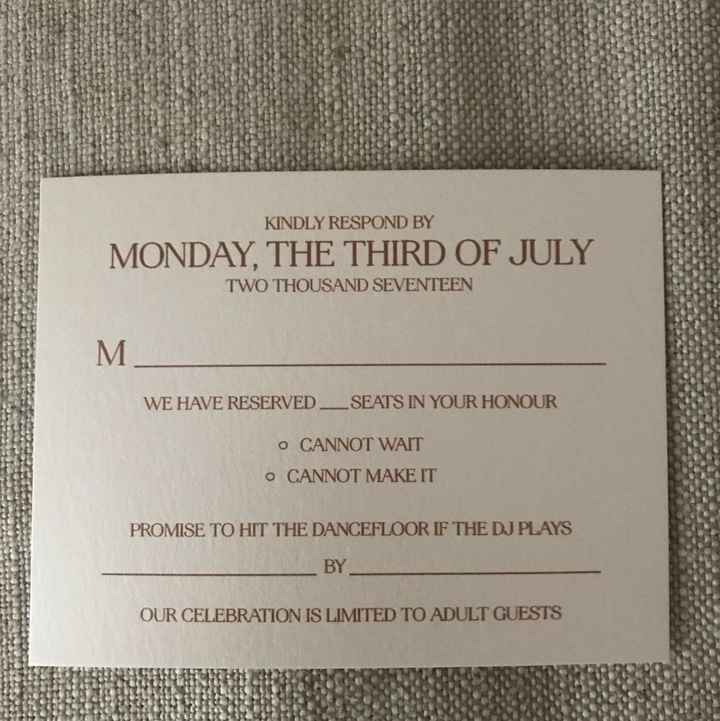 KINDLY RESPOND BY
MONDAY, THE THIRD OF JULY
TWO THOUSAND SEVENTEEN
M
WE HAVE RESERVED ___ SEATS IN YOUR HONOUR
CANNOT WAIT
CANNOT MAKE IT
PROMISE TO HIT THE DANCEFLOOR IF THE DJ PLAYS
BY
OUR CELEBRATION IS LIMITED TO ADULT GUESTS